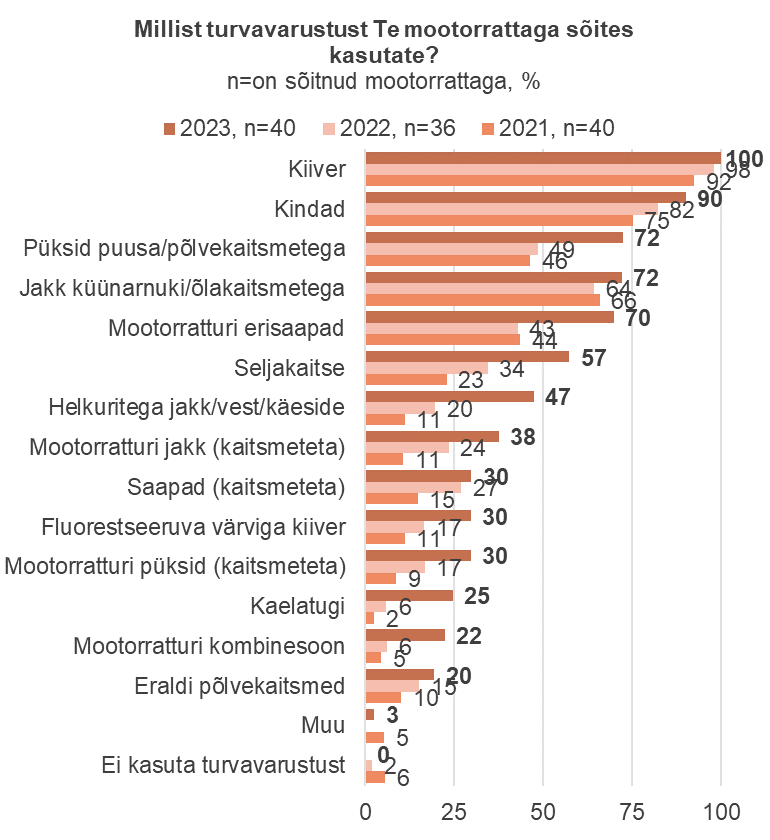 Millist turvavarustust Te mootorrattaga sõites
kasutate?
n=on sõitnud mootorrattaga, %
2023, n=40 2022, n=36 2021, n=40
Kiiver 100 98 92
Kindad 90 82 75
Püksid puusa/põlvekaitsmetega 72 49 46
Jakk küünarnuki/õlakaitsmetega 72 64 66
Mootorratturi erisaapad 70 43 44
Seljakaitse 57 34 23
Helkuritega jakk/vest/käeside 47 20 11
Mootorratturi jakk (kaitsmeteta) 38 24 11
Saapad (kaitsmeteta) 30 27 15
Fluorestseeruva värviga kiiver 30 17 11
Mootorratturi püksid (kaitsmeteta) 30 17 9
Kaelatugi 25 6 2
Mootorratturi kombinesoon 22 6 5
Eraldi põlvekaitsmed 20 15 10
Muu 3 5
Ei kasuta turvavarustust 0 2 6
0 25 50 75 100